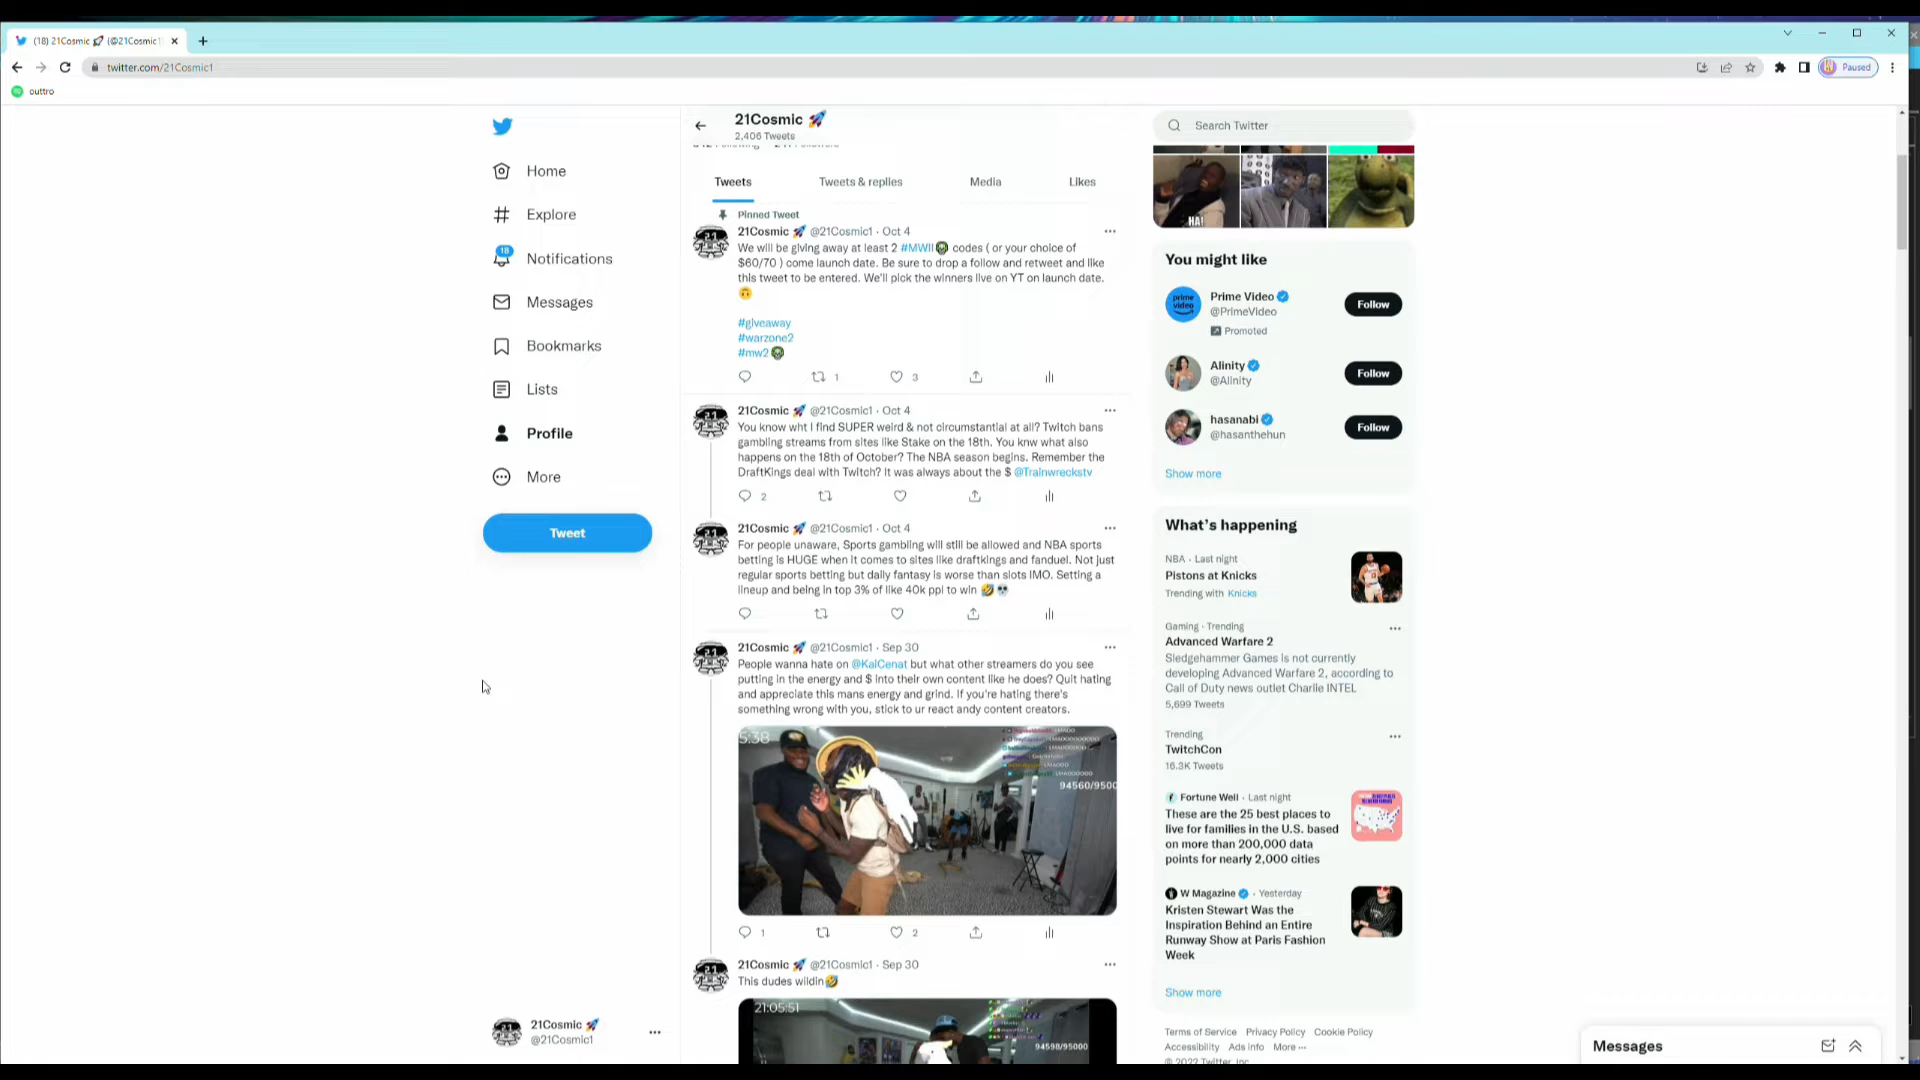 (18) 21Cosmic 🚀 (@21Cosmic1
twitter.com/21Cosmic1
Paused
outtro
Home
Explore
18
Notifications
Messages
Bookmarks
Lists
Profile
More
Tweet
21Cosmic 🚀
@21Cosmic1
21Cosmic 🚀
2,406 Tweets
Tweets
Tweets & replies
Media
Likes
Pinned Tweet
21Cosmic 🚀 @21Cosmic1 · Oct 4
We will be giving away at least 2 #MWII codes ( or your choice of
$60/70 ) come launch date. Be sure to drop a follow and retweet and like
this tweet to be entered. We'll pick the winners live on YT on launch date.
🙃
#giveaway
#warzone2
#mw2
1
3
21Cosmic 🚀 @21Cosmic1 · Oct 4
You know wht I find SUPER weird & not circumstantial at all? Twitch bans
gambling streams from sites like Stake on the 18th. You knw what also
happens on the 18th of October? The NBA season begins. Remember the
DraftKings deal with Twitch? It was always about the $ @Trainwreckstv
2
21Cosmic 🚀 @21Cosmic1 · Oct 4
For people unaware, Sports gambling will still be allowed and NBA sports
betting is HUGE when it comes to sites like draftkings and fanduel. Not just
regular sports betting but daily fantasy is worse than slots IMO. Setting a
lineup and being in top 3% of like 40k ppl to win 🤣💀
21Cosmic 🚀 @21Cosmic1 · Sep 30
People wanna hate on @KaiCenat but what other streamers do you see
putting in the energy and $ into their own content like he does? Quit hating
and appreciate this mans energy and grind. If you're hating there's
something wrong with you, stick to ur react andy content creators.
5:38
94560/9500
1
2
21Cosmic 🚀 @21Cosmic1 · Sep 30
This dudes wildin🤣
21:05:51
94598/95000
Search Twitter
HA!
You might like
prime video
Prime Video
@PrimeVideo
Promoted
Follow
Alinity
@Alinity
Follow
hasanabi
@hasanthehun
Follow
Show more
What's happening
NBA · Last night
Pistons at Knicks
Trending with Knicks
Gaming · Trending
Advanced Warfare 2
Sledgehammer Games is not currently
developing Advanced Warfare 2, according to
Call of Duty news outlet Charlie INTEL
5,699 Tweets
Trending
TwitchCon
16.3K Tweets
Fortune Well · Last night
These are the 25 best places to
live for families in the U.S. based
on more than 200,000 data
points for nearly 2,000 cities
W Magazine · Yesterday
Kristen Stewart Was the
Inspiration Behind an Entire
Runway Show at Paris Fashion
Week
Show more
Terms of Service Privacy Policy Cookie Policy
Accessibility Ads info More ···
© 2022 Twitter, Inc.
Messages